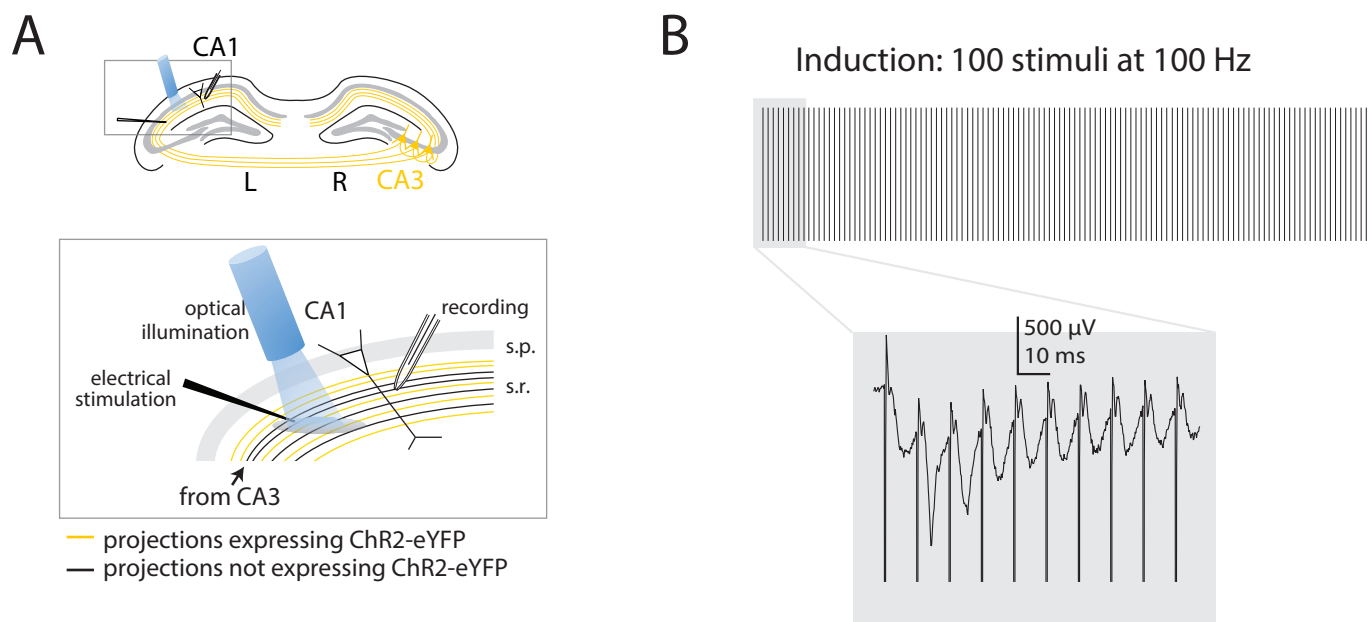 A
CA1
L
R
CA3
optical
illumination
CA1
recording
s.p.
s.r.
electrical
stimulation
from CA3
projections expressing ChR2-eYFP
projections not expressing ChR2-eYFP
B
Induction: 100 stimuli at 100 Hz
500 µV
10 ms